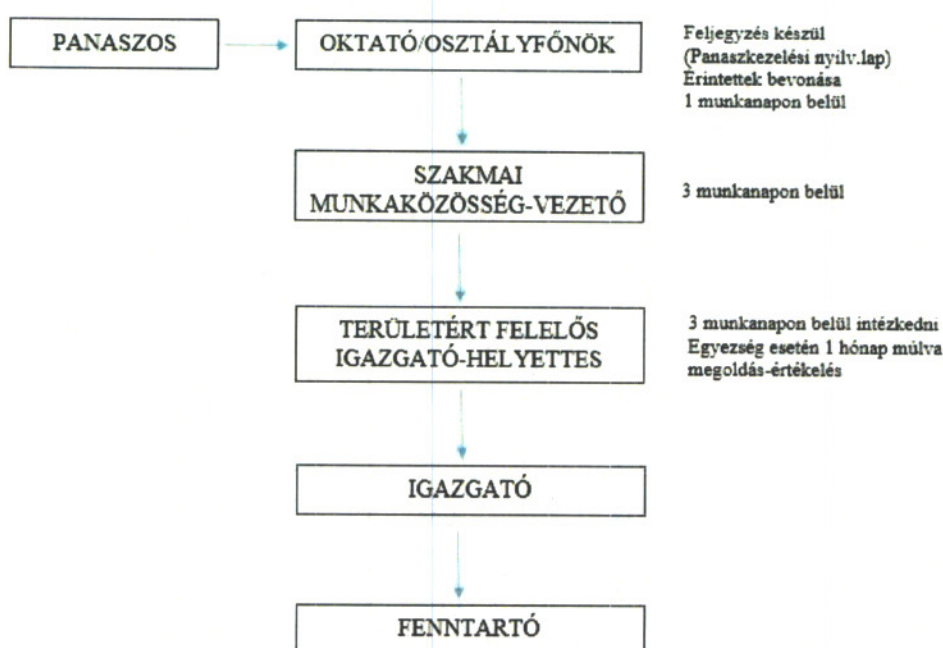 PANASZOS
OKTATÓ/OSZTÁLYFŐNÖK
Feljegyzés készül
(Panaszkezelési nyilv.lap)
Érintettek bevonása
1 munkanapon belül
SZAKMAI
MUNKAKÖZÖSSÉG-VEZETŐ
3 munkanapon belül
TERÜLETÉRT FELELŐS
IGAZGATÓ-HELYETTES
3 munkanapon belül intézkedni
Egyezség esetén 1 hónap múlva
megoldás-értékelés
IGAZGATÓ
FENNTARTÓ